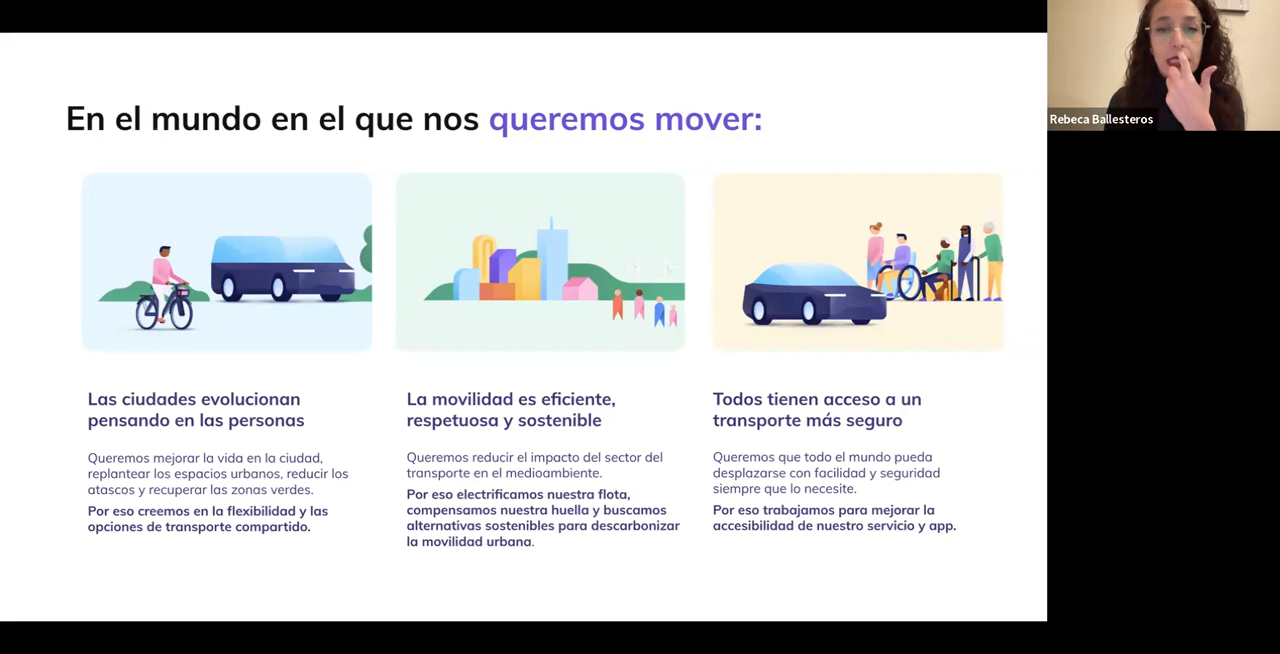 En el mundo en el que nos queremos mover:
Las ciudades evolucionan
pensando en las personas
Queremos mejorar la vida en la ciudad,
replantear los espacios urbanos, reducir los
atascos y recuperar las zonas verdes.
Por eso creemos en la flexibilidad y las
opciones de transporte compartido.
La movilidad es eficiente,
respetuosa y sostenible
Queremos reducir el impacto del sector del
transporte en el medioambiente.
Por eso electrificamos nuestra flota,
compensamos nuestra huella y buscamos
alternativas sostenibles para descarbonizar
la movilidad urbana.
Todos tienen acceso a un
transporte más seguro
Queremos que todo el mundo pueda
desplazarse con facilidad y seguridad
siempre que lo necesite.
Por eso trabajamos para mejorar la
accesibilidad de nuestro servicio y app.
Rebeca Ballesteros